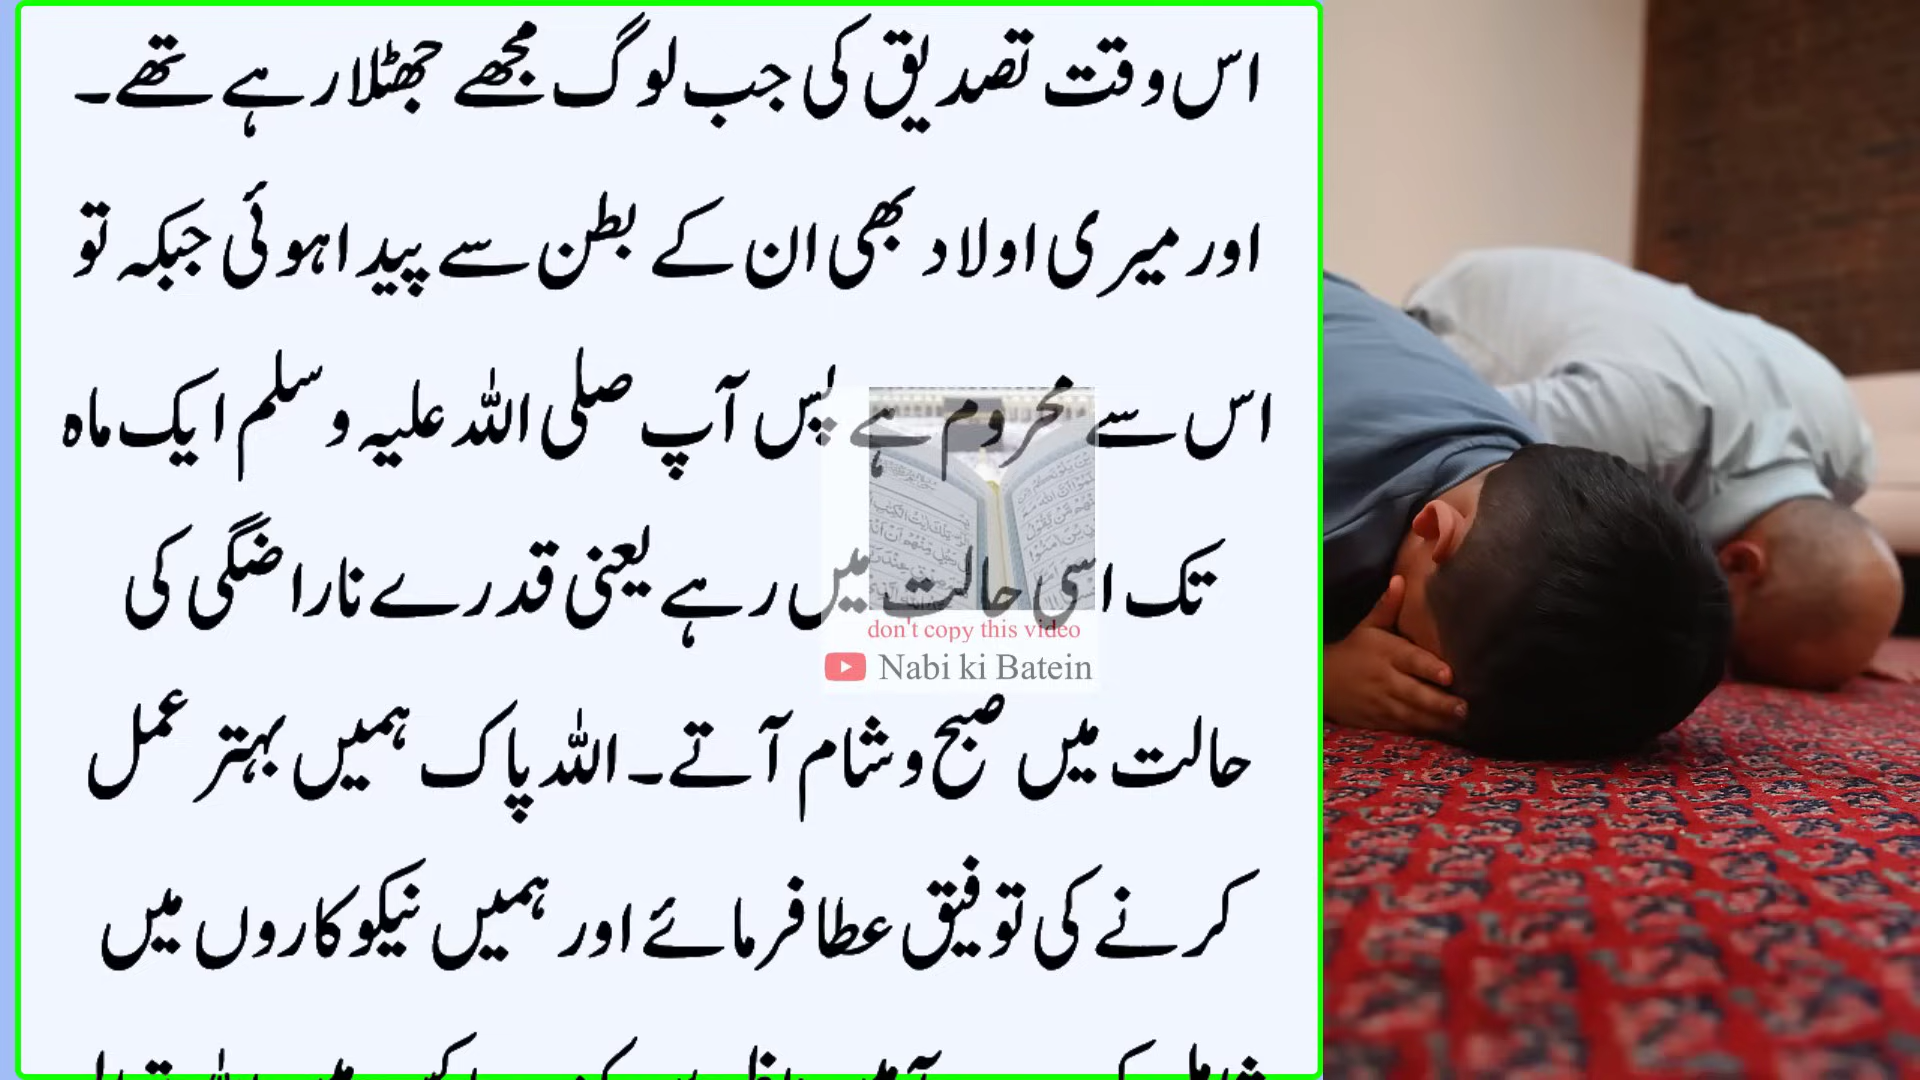 اس وقت تصدیق کی جب لوگ مجھے جھٹلا رہے تھے۔
اور میری اولاد بھی ان کے بطن سے پیدا ہوئی جبکہ تو
اس سے محروم ہے پس آپ صلی اللہ علیہ وسلم ایک ماہ
تک اسی حالت میں رہے یعنی قدرے ناراضگی کی
حالت میں صبح و شام آتے۔ اللہ پاک ہمیں بہتر عمل
کرنے کی توفیق عطا فرمائے اور ہمیں نیکو کاروں میں
don't copy this video
Nabi ki Batein